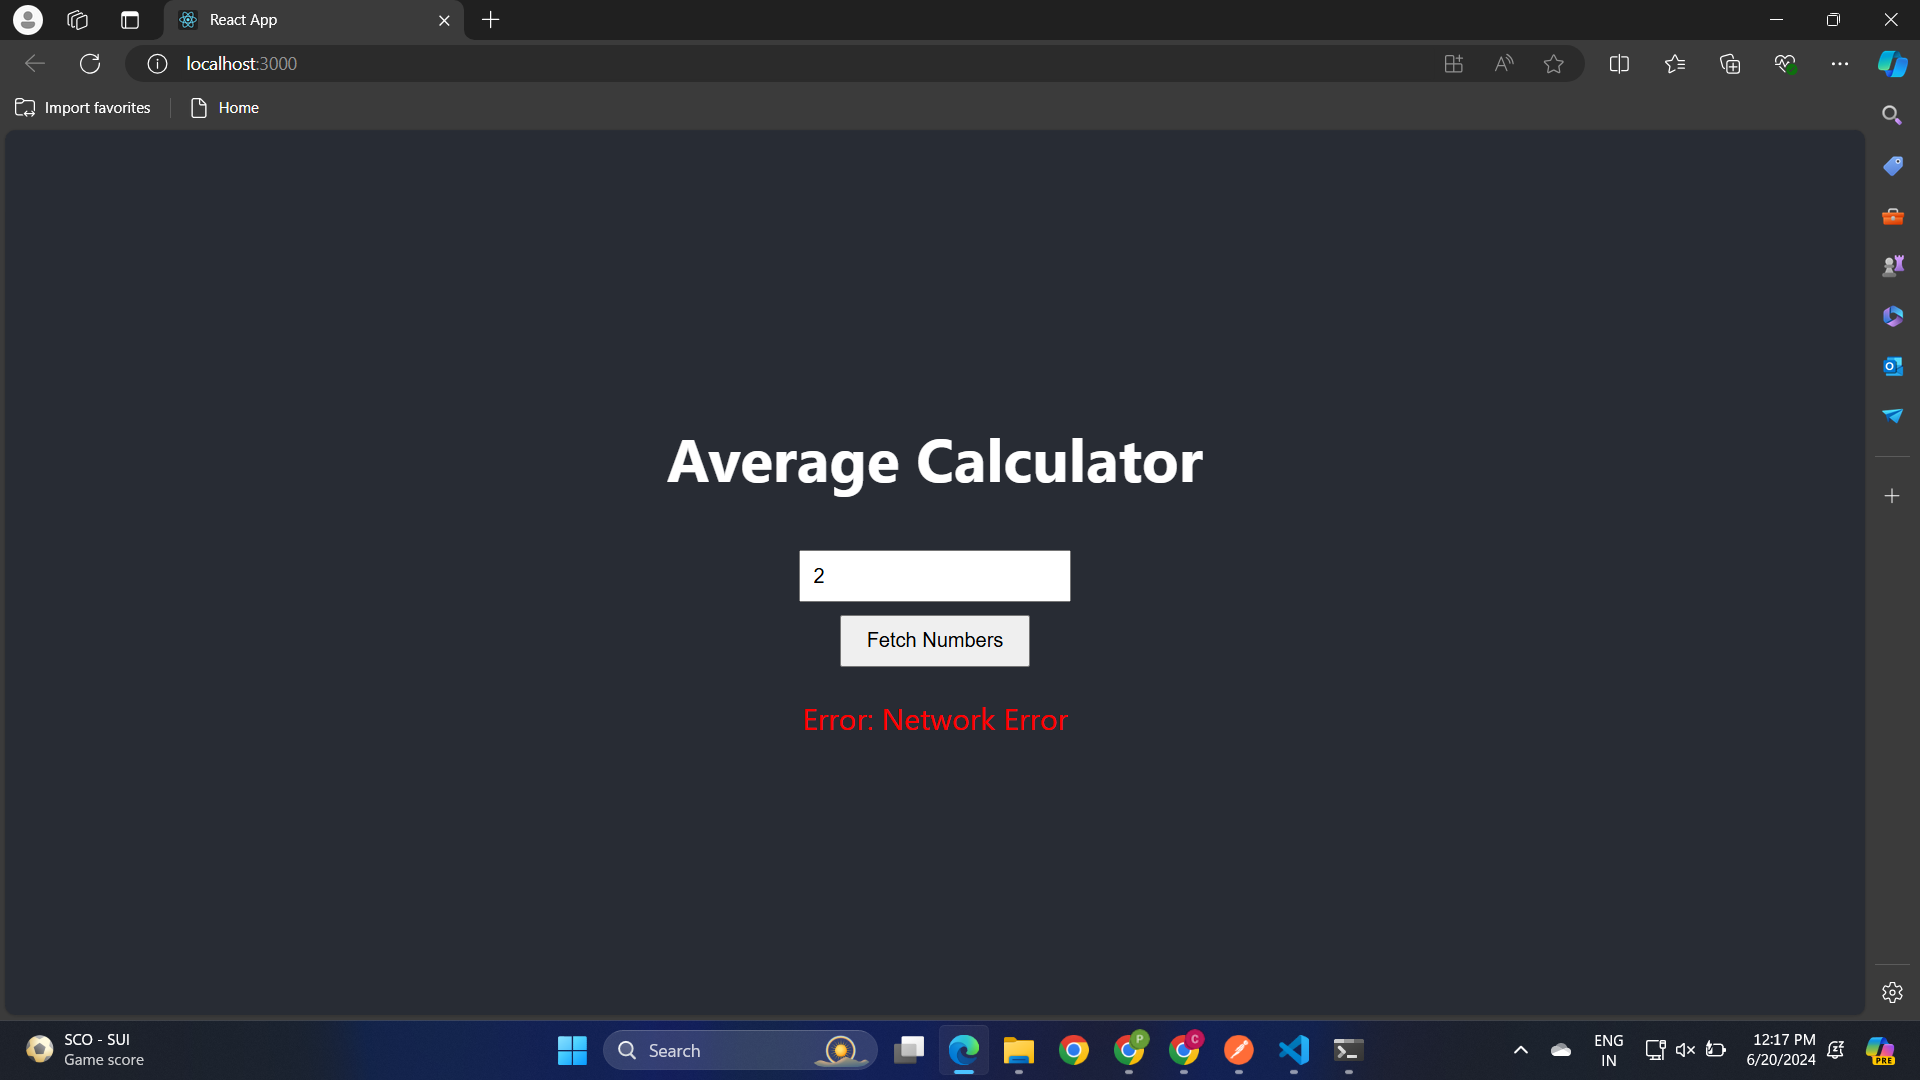 React App
localhost:3000
Import favorites
Home
Average Calculator
2
Fetch Numbers
Error: Network Error
SCO - SUI
Game score
Search
P
C
ENG
IN
12:17 PM
6/20/2024
PRE